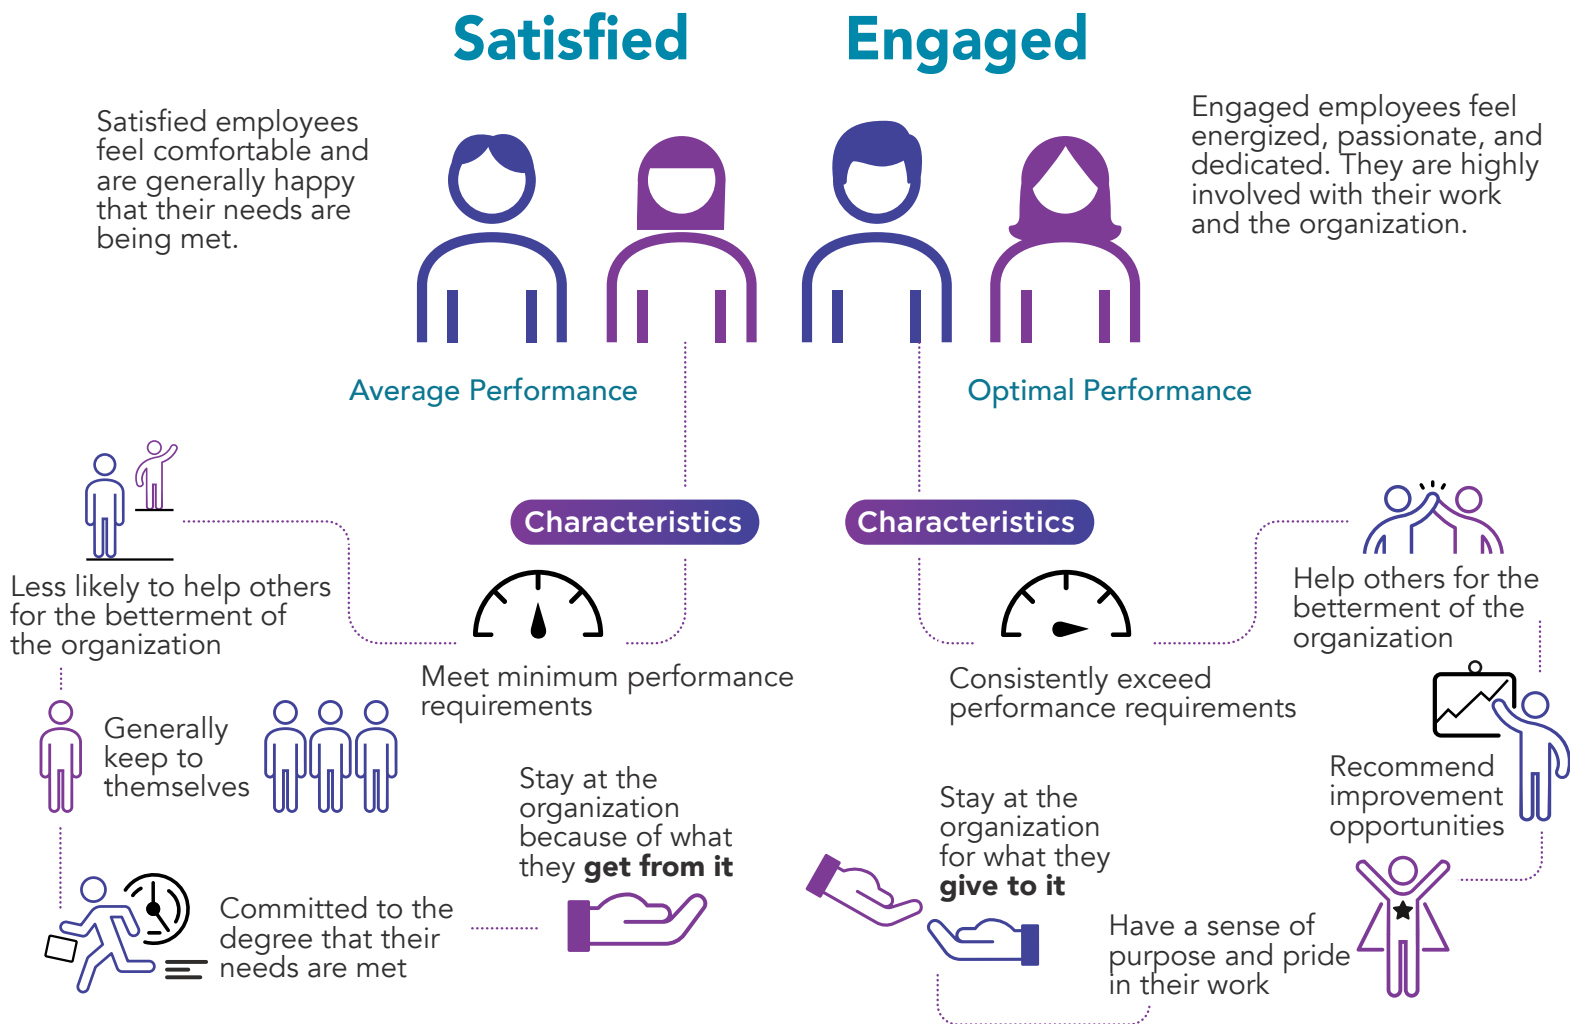 Satisfied
Engaged
Satisfied employees
feel comfortable and
are generally happy
that their needs are
being met.
Engaged employees feel
energized, passionate, and
dedicated. They are highly
involved with their work
and the organization.
Average Performance
Optimal Performance
Characteristics
Characteristics
Meet minimum performance
requirements
Less likely to help others
for the betterment of
the organization
Generally
keep to
themselves
Committed to the
degree that their
needs are met
Stay at the
organization
because of what
they get from it
Consistently exceed
performance requirements
Help others for the
betterment of the
organization
Recommend
improvement
opportunities
Have a sense of
purpose and pride
in their work
Stay at the
organization
for what they
give to it